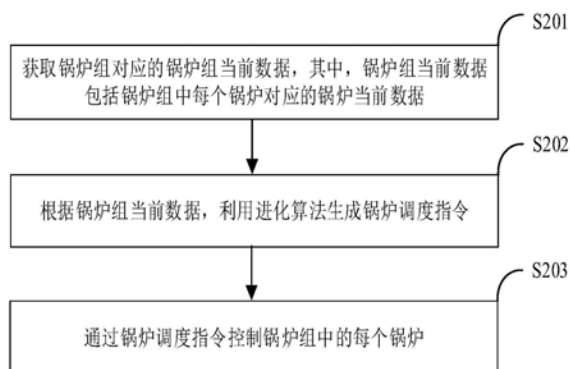 S201
获取锅炉组对应的锅炉组当前数据，其中，锅炉组当前数据
包括锅炉组中每个锅炉对应的锅炉当前数据
S202
根据锅炉组当前数据，利用进化算法生成锅炉调度指令
S203
通过锅炉调度指令控制锅炉组中的每个锅炉